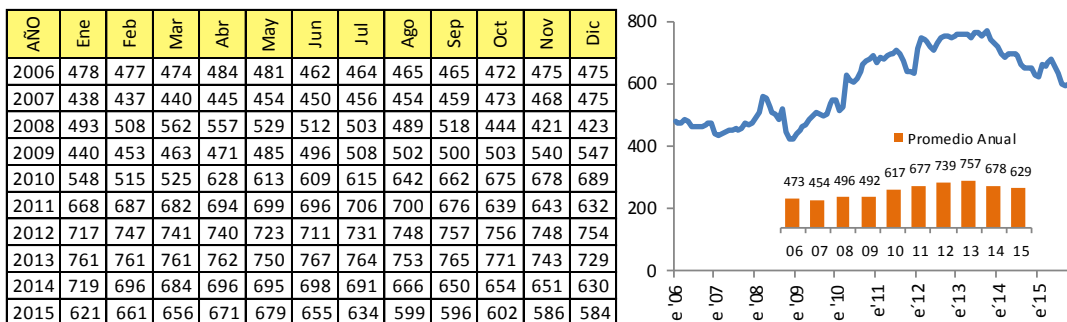 AÑO Ene Feb Mar Abr May Jun Jul Ago Sep Oct Nov Dic
2006 478 477 474 484 481 462 464 465 465 472 475 475
2007 438 437 440 445 454 450 456 454 459 473 468 475
2008 493 508 562 557 529 512 503 489 518 444 421 423
2009 440 453 463 471 485 496 508 502 500 503 540 547
2010 548 515 525 628 613 609 615 642 662 675 678 689
2011 668 687 682 694 699 696 706 700 676 639 643 632
2012 717 747 741 740 723 711 731 748 757 756 748 754
2013 761 761 761 762 750 767 764 753 765 771 743 729
2014 719 696 684 696 695 698 691 666 650 654 651 630
2015 621 661 656 671 679 655 634 599 596 602 586 584
800
600
400
200
0
Promedio Anual
473 454 496 492 617 677 739 757 678 629
06 07 08 09 10 11 12 13 14 15
e '06 e '07 e '08 e '09 e '10 e'11 e'12 e´13 e´14 e´15